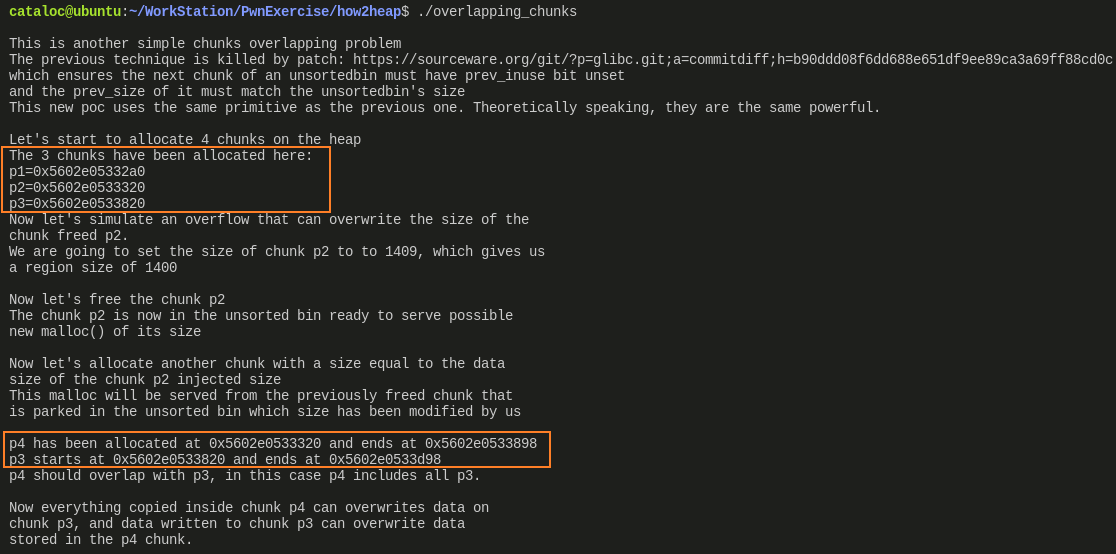 cataloc@ubuntu:~/WorkStation/PwnExercise/how2heap$ ./overlapping_chunks
This is another simple chunks overlapping problem
The previous technique is killed by patch: https://sourceware.org/git/?p=glibc.git;a=commitdiff;h=b90ddd08f6dd688e651df9ee89ca3a69ff88cd0c
which ensures the next chunk of an unsortedbin must have prev_inuse bit unset
and the prev_size of it must match the unsortedbin's size
This new poc uses the same primitive as the previous one. Theoretically speaking, they are the same powerful.
Let's start to allocate 4 chunks on the heap
The 3 chunks have been allocated here:
p1=0x5602e05332a0
p2=0x5602e0533320
p3=0x5602e0533820
Now let's simulate an overflow that can overwrite the size of the
chunk freed p2.
We are going to set the size of chunk p2 to to 1409, which gives us
a region size of 1400
Now let's free the chunk p2
The chunk p2 is now in the unsorted bin ready to serve possible
new malloc() of its size
Now let's allocate another chunk with a size equal to the data
size of the chunk p2 injected size
This malloc will be served from the previously freed chunk that
is parked in the unsorted bin which size has been modified by us
p4 has been allocated at 0x5602e0533320 and ends at 0x5602e0533898
p3 starts at 0x5602e0533820 and ends at 0x5602e0533d98
p4 should overlap with p3, in this case p4 includes all p3.
Now everything copied inside chunk p4 can overwrites data on
chunk p3, and data written to chunk p3 can overwrite data
stored in the p4 chunk.